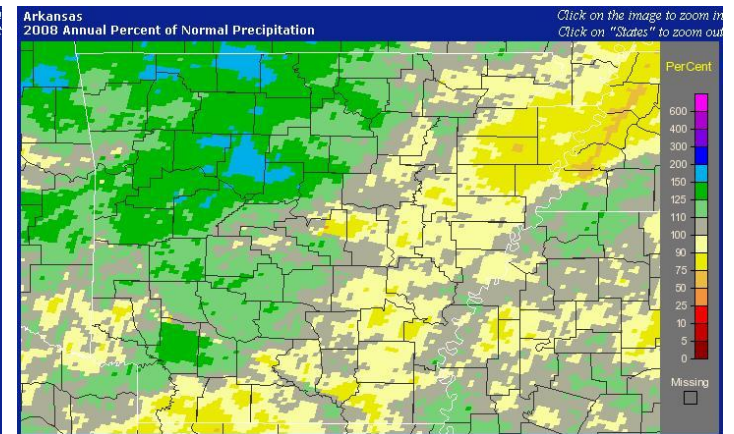 Arkansas
2008 Annual Percent of Normal Precipitation
Click on the image to zoom in
Click on "States" to zoom out
PerCent
600
400
300
200
150
125
110
100
90
75
50
25
10
5
0
Missing